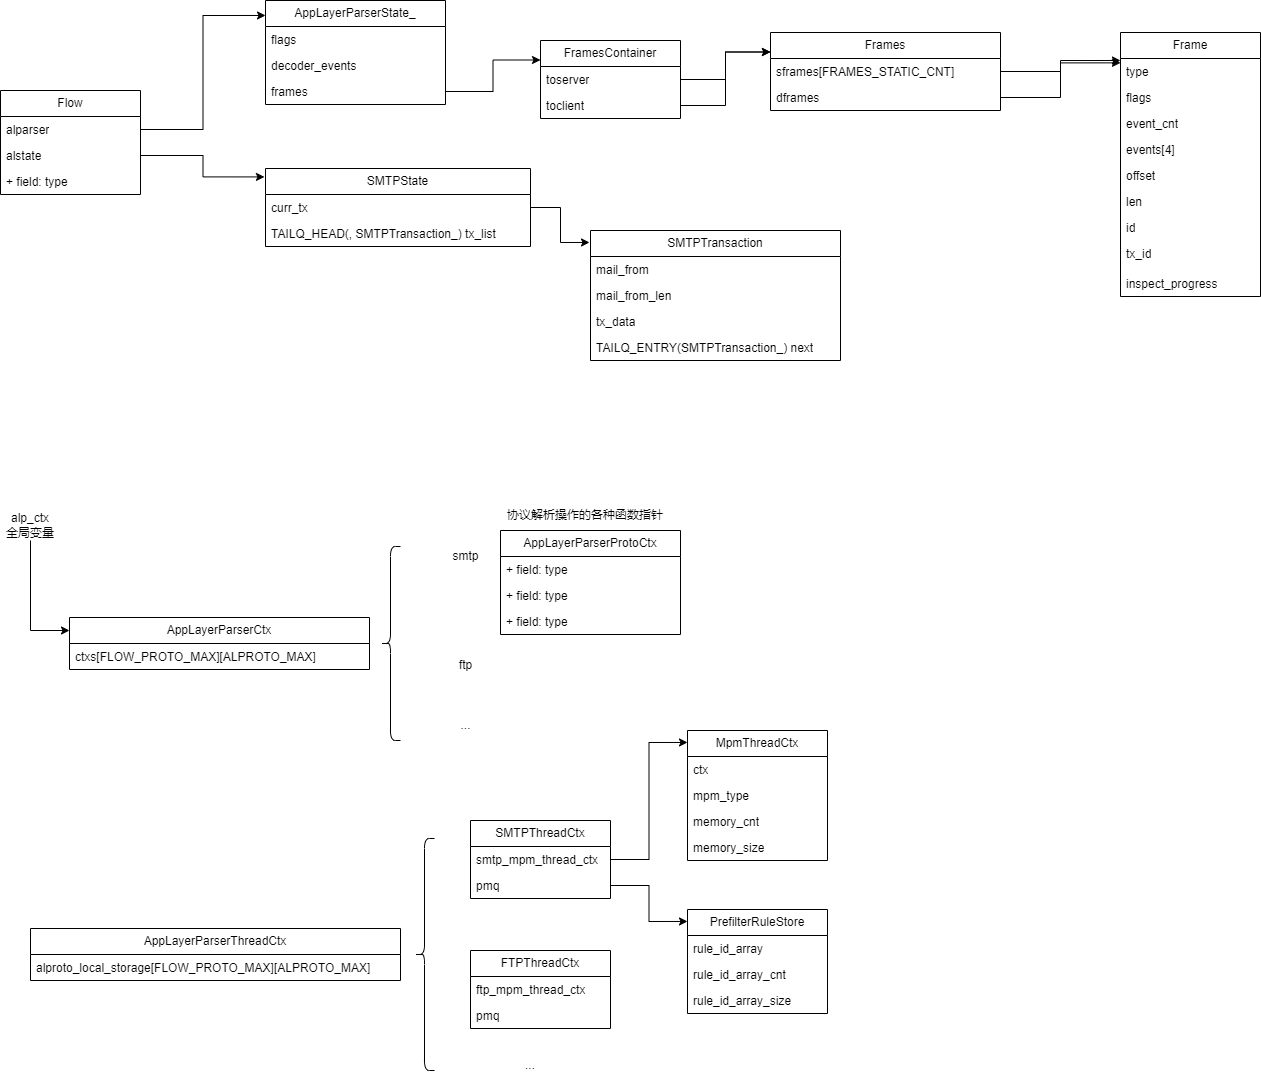 AppLayerParserState_
flags
decoder_events
frames
FramesContainer
toserver
toclient
Frames
sframes[FRAMES_STATIC_CNT]
dframes
Frame
type
flags
event_cnt
events[4]
offset
len
id
tx_id
inspect_progress
Flow
alparser
alstate
+ field: type
SMTPState
curr_tx
TAILQ_HEAD(, SMTPTransaction_) tx_list
SMTPTransaction
mail_from
mail_from_len
tx_data
TAILQ_ENTRY(SMTPTransaction_) next
alp_ctx
全局变量
AppLayerParserCtx
ctxs[FLOW_PROTO_MAX][ALPROTO_MAX]
smtp
协议解析操作的各种函数指针
AppLayerParserProtoCtx
+ field: type
+ field: type
+ field: type
ftp
...
MpmThreadCtx
ctx
mpm_type
memory_cnt
memory_size
SMTPThreadCtx
smtp_mpm_thread_ctx
pmq
PrefilterRuleStore
rule_id_array
rule_id_array_cnt
rule_id_array_size
AppLayerParserThreadCtx
alproto_local_storage[FLOW_PROTO_MAX][ALPROTO_MAX]
FTPThreadCtx
ftp_mpm_thread_ctx
pmq
...